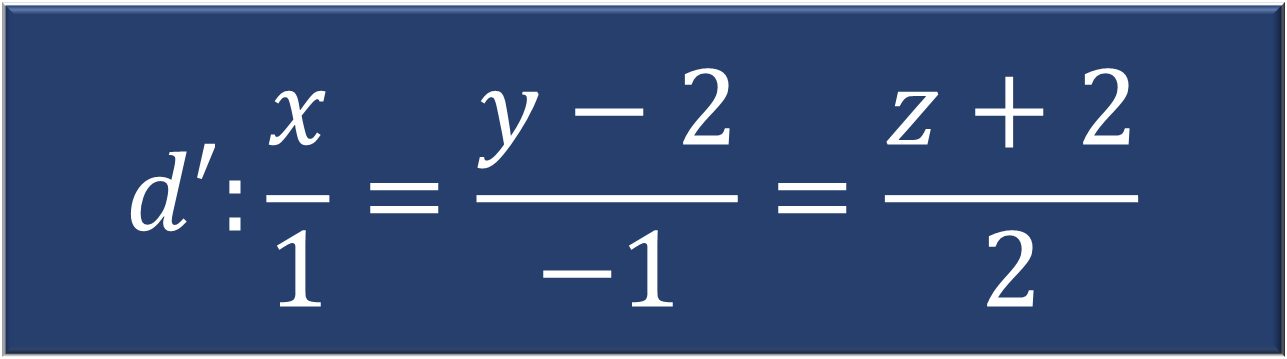 d′: x/1 = (y − 2)/−1 = (z + 2)/2